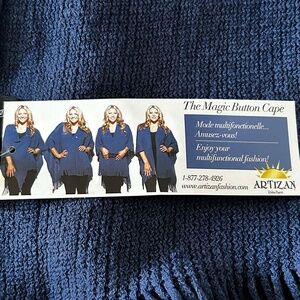 The Magic Button Cape
Mode multifonctionelle...
Amusez-vous!
Enjoy your
multifunctional fashion!
1-877-278-4926
www.artizanfashion.com
ARTIZAN